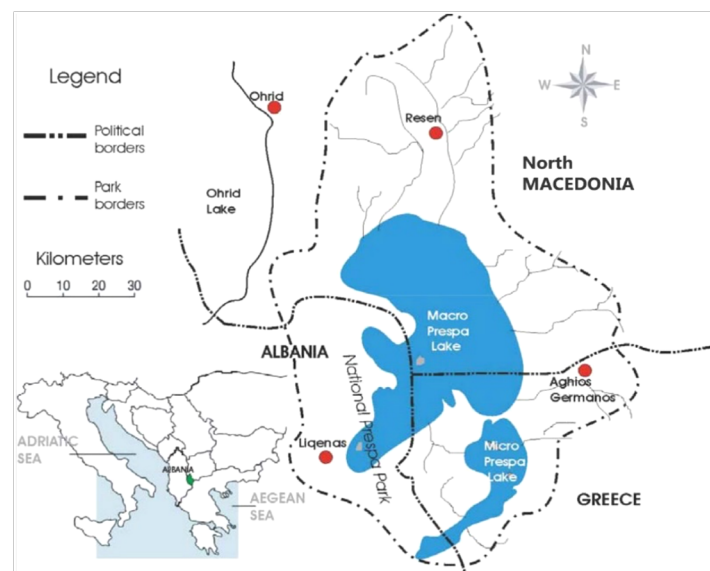 Legend
Political
borders
Park
borders
Kilometers
0 10 20 30
N
W E
S
Ohrid
Resen
North
MACEDONIA
Ohrid
Lake
Macro
Prespa
Lake
ALBANIA
National Prespa Park
Aghios
Germanos
Liqenas
Micro
Prespa
Lake
GREECE
ADRIATIC
SEA
ALBANIA
AEGEAN
SEA